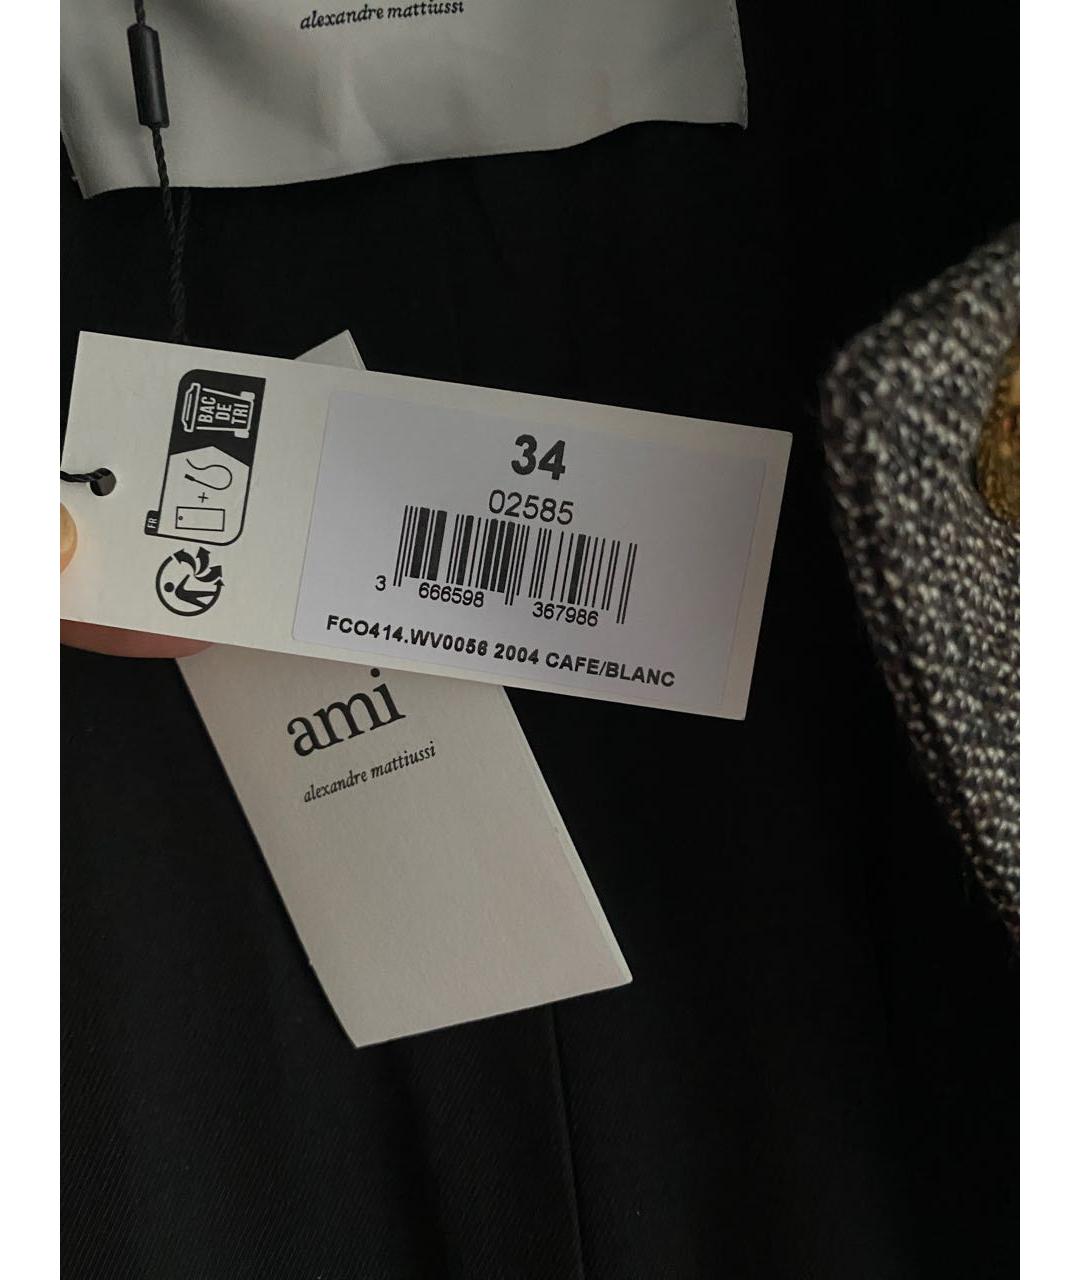 alexandre mattiussi
BAC
DE
TRI
FR
34
02585
3 666598 367986
FCO414.WV0056 2004 CAFE/BLANC
ami
alexandre mattiussi